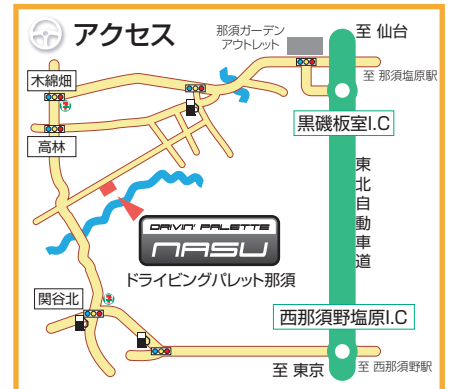 アクセス
那須ガーデン
アウトレット
至 仙台
至 那須塩原駅
木綿畑
高林
黒磯板室I.C
東北自動車道
DRIVIN' PALETTE
NASU
ドライビングパレット那須
関谷北
西那須野塩原I.C
至 東京
至 西那須野駅